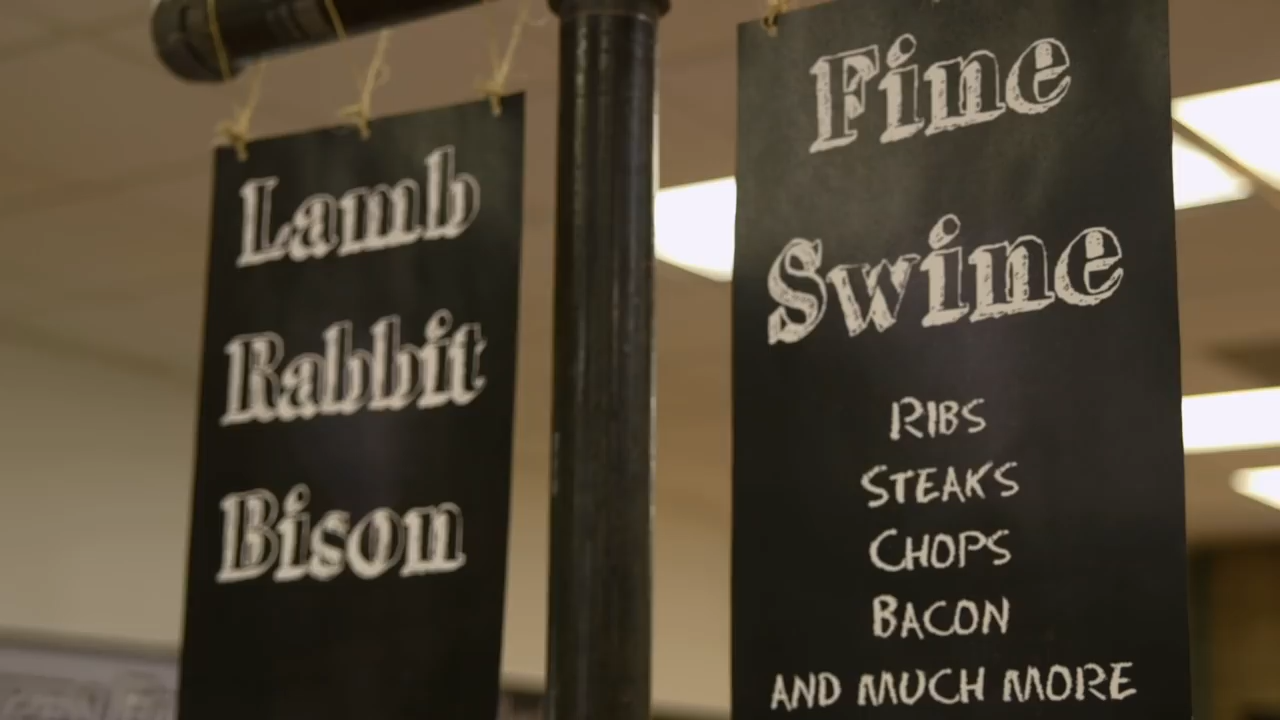 Lamb
Rabbit
Bison
Fine
Swine
RIBS
STEAKS
CHOPS
BACON
AND MUCH MORE